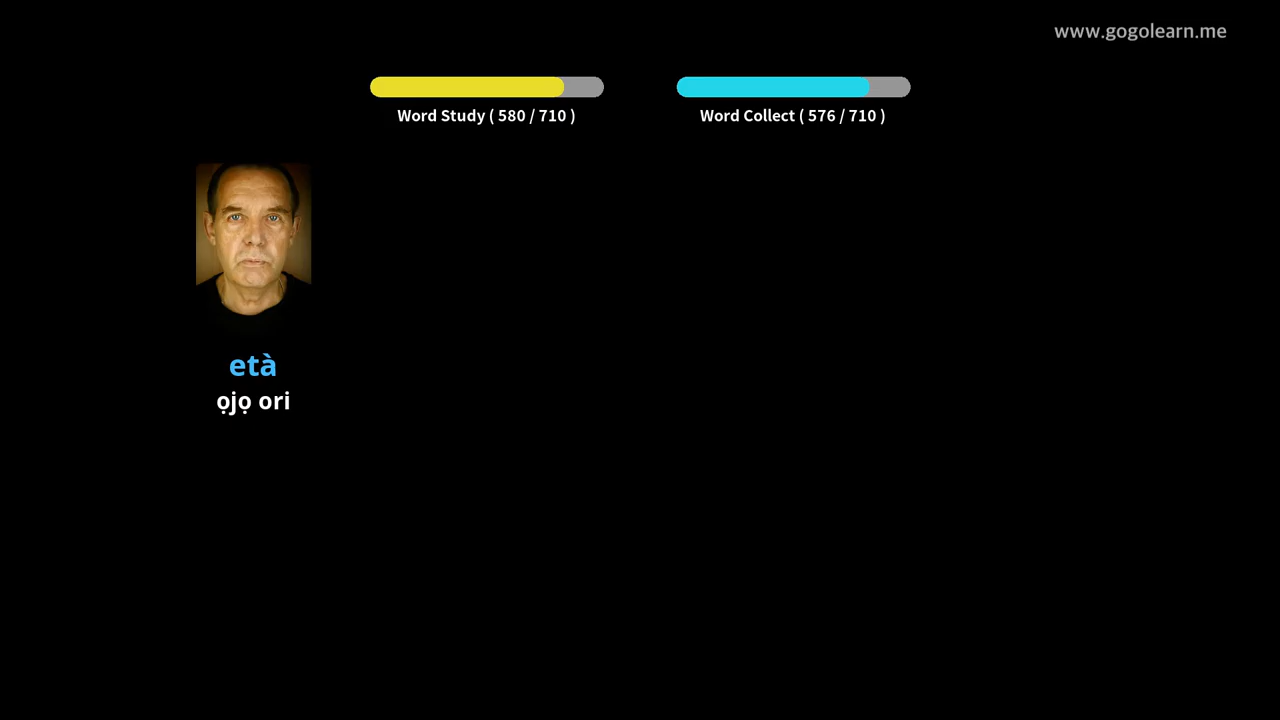 www.gogolearn.me
Word Study ( 580 / 710 )
Word Collect ( 576 / 710 )
età
ọjọ ori